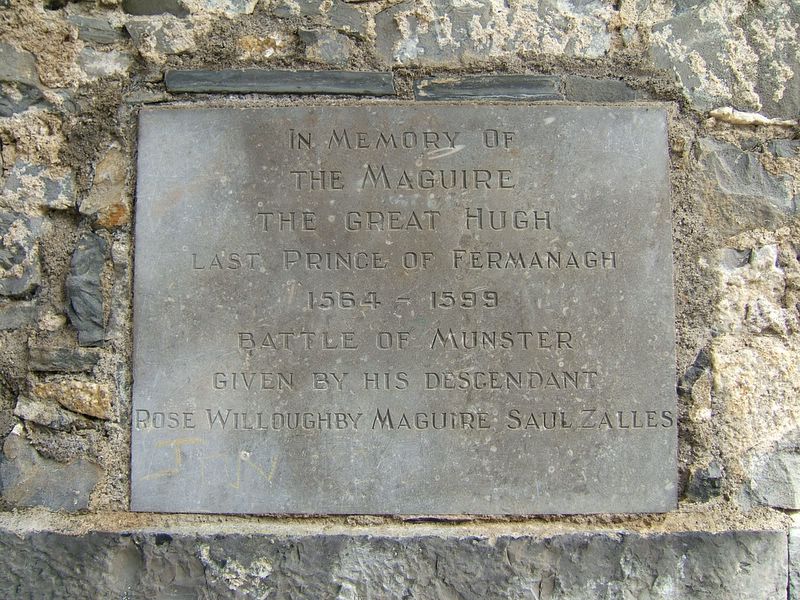 In Memory Of
the Maguire
the great Hugh
last Prince of Fermanagh
1564 - 1599
Battle of Munster
given by his descendant
Rose Willoughby Maguire Saul Zalles